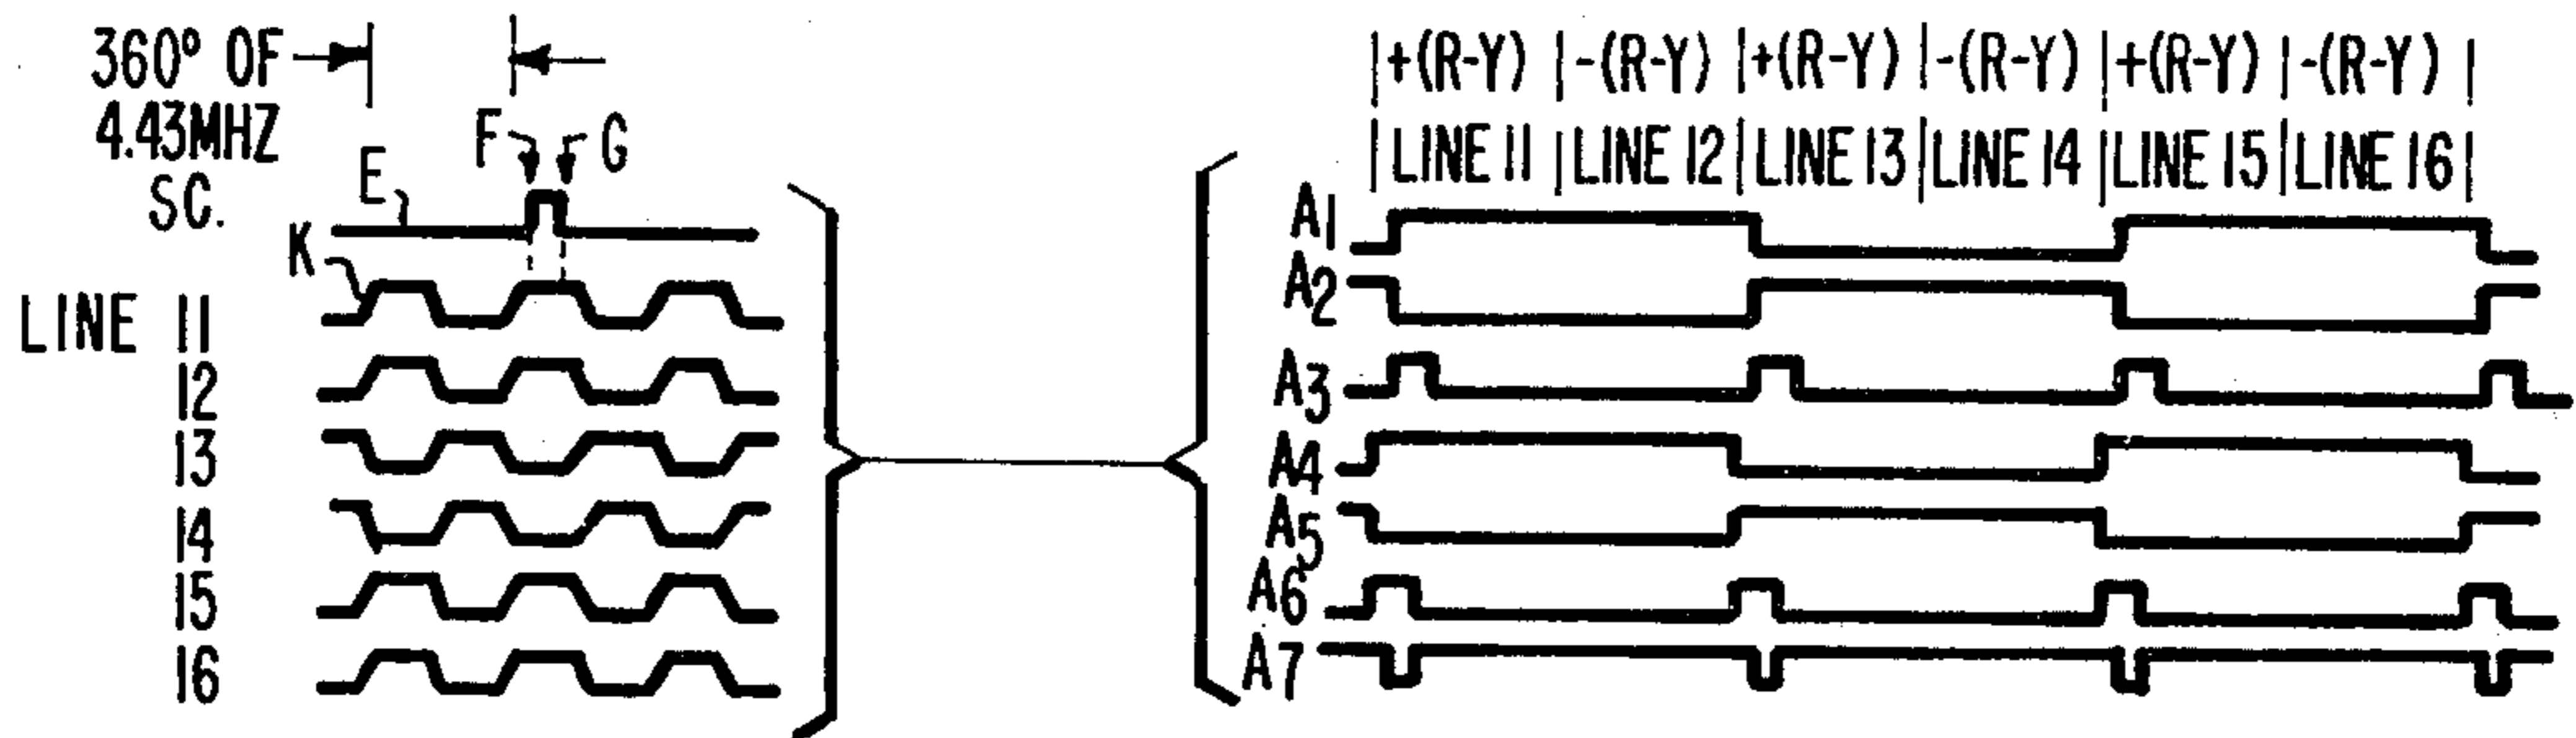 360° OF
4.43MHZ
SC.
E
F
G
K
LINE 11
12
13
14
15
16
|+(R-Y)|-(R-Y)|+(R-Y)|-(R-Y)|+(R-Y)|-(R-Y)|
|LINE 11|LINE 12|LINE 13|LINE 14|LINE 15|LINE 16|
A1
A2
A3
A4
A5
A6
A7